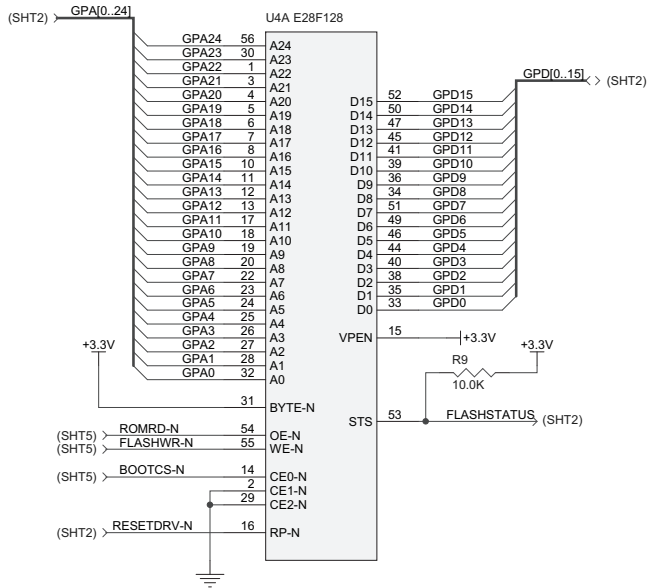 GPA[0..24]
(SHT2)
U4A E28F128
GPA24 56 A24
GPA23 30 A23
GPA22 1 A22
GPA21 3 A21
GPA20 4 A20
GPA19 5 A19
GPA18 6 A18
GPA17 7 A17
GPA16 8 A16
GPA15 10 A15
GPA14 11 A14
GPA13 12 A13
GPA12 13 A12
GPA11 17 A11
GPA10 18 A10
GPA9 19 A9
GPA8 20 A8
GPA7 22 A7
GPA6 23 A6
GPA5 24 A5
GPA4 25 A4
GPA3 26 A3
GPA2 27 A2
GPA1 28 A1
GPA0 32 A0
+3.3V
31 BYTE-N
(SHT5) ROMRD-N 54 OE-N
(SHT5) FLASHWR-N 55 WE-N
(SHT5) BOOTCS-N 14 CE0-N
2 CE1-N
29 CE2-N
(SHT2) RESETDRV-N 16 RP-N
GPD[0..15] (SHT2)
D15 52 GPD15
D14 50 GPD14
D13 47 GPD13
D12 45 GPD12
D11 41 GPD11
D10 39 GPD10
D9 36 GPD9
D8 34 GPD8
D7 51 GPD7
D6 49 GPD6
D5 46 GPD5
D4 44 GPD4
D3 40 GPD3
D2 38 GPD2
D1 35 GPD1
D0 33 GPD0
VPEN 15 +3.3V
R9
+3.3V
10.0K
STS 53 FLASHSTATUS (SHT2)